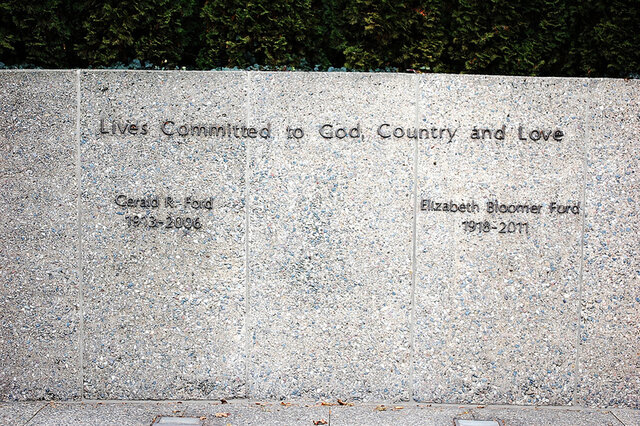 Lives Committed to God, Country and Love
Gerald R. Ford
1913-2006
Elizabeth Bloomer Ford
1918-2011